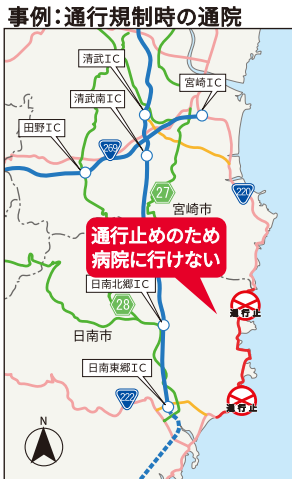 事例：通行規制時の通院
清武IC
清武南IC
宮崎IC
田野IC
269
27
220
宮崎市
通行止めのため
病院に行けない
日南北郷IC
28
通行止
日南市
日南東郷IC
222
通行止
N